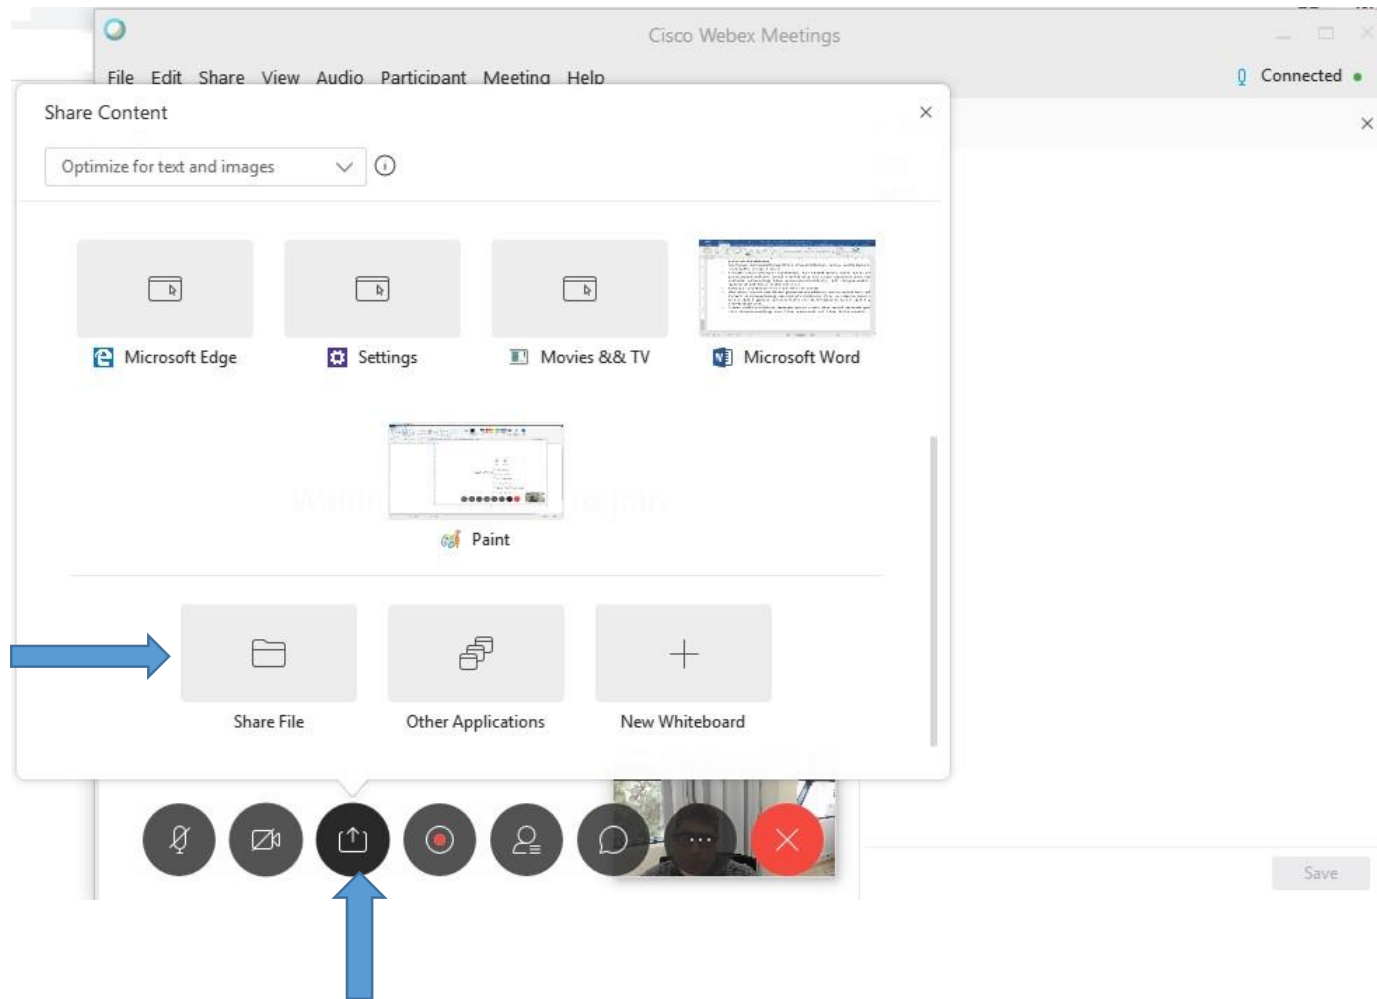 Cisco Webex Meetings
File Edit Share View Audio Participant Meeting Help
Connected
Share Content
Optimize for text and images
Microsoft Edge
Settings
Movies && TV
Microsoft Word
Paint
Share File
Other Applications
New Whiteboard
Save